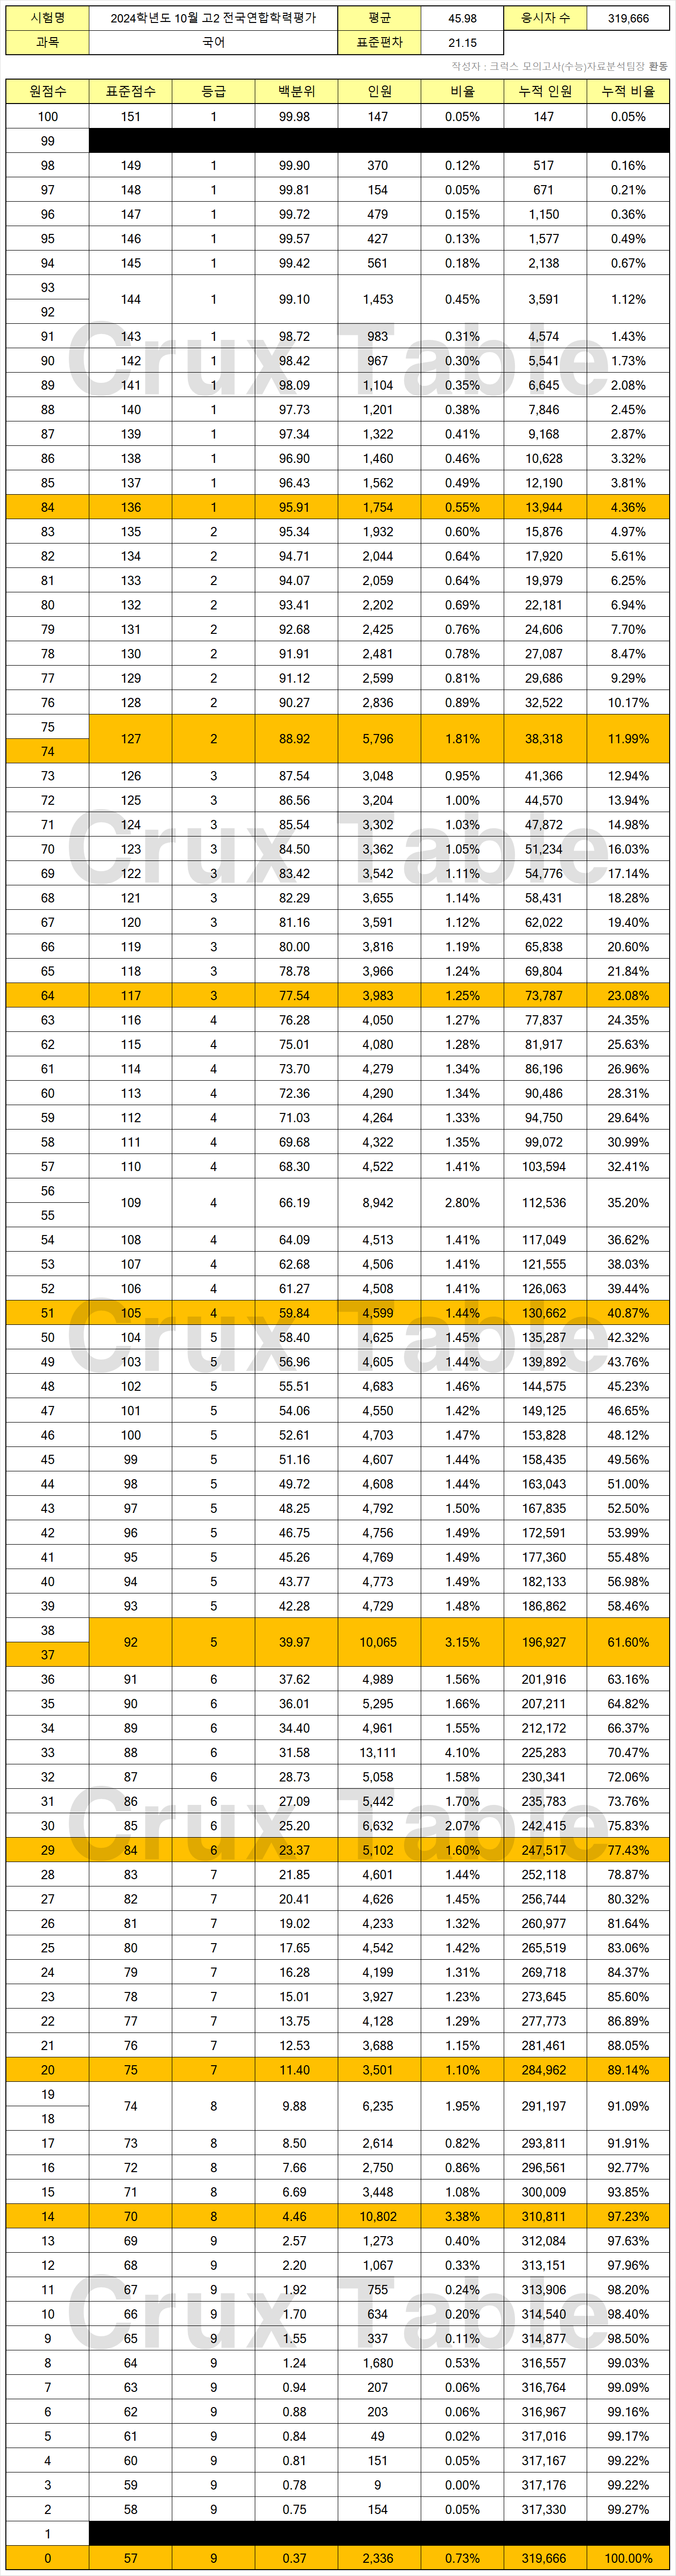 시험명 2024학년도 10월 고2 전국연합학력평가 평균 45.98 응시자 수 319,666
과목 국어 표준편차 21.15
작성자 : 크럭스 모의고사(수능)자료분석팀장 환동
원점수 표준점수 등급 백분위 인원 비율 누적 인원 누적 비율
100 151 1 99.98 147 0.05% 147 0.05%
99
98 149 1 99.90 370 0.12% 517 0.16%
97 148 1 99.81 154 0.05% 671 0.21%
96 147 1 99.72 479 0.15% 1,150 0.36%
95 146 1 99.57 427 0.13% 1,577 0.49%
94 145 1 99.42 561 0.18% 2,138 0.67%
93
144 1 99.10 1,453 0.45% 3,591 1.12%
92
91 143 1 98.72 983 0.31% 4,574 1.43%
90 142 1 98.42 967 0.30% 5,541 1.73%
89 141 1 98.09 1,104 0.35% 6,645 2.08%
88 140 1 97.73 1,201 0.38% 7,846 2.45%
87 139 1 97.34 1,322 0.41% 9,168 2.87%
86 138 1 96.90 1,460 0.46% 10,628 3.32%
85 137 1 96.43 1,562 0.49% 12,190 3.81%
84 136 1 95.91 1,754 0.55% 13,944 4.36%
83 135 2 95.34 1,932 0.60% 15,876 4.97%
82 134 2 94.71 2,044 0.64% 17,920 5.61%
81 133 2 94.07 2,059 0.64% 19,979 6.25%
80 132 2 93.41 2,202 0.69% 22,181 6.94%
79 131 2 92.68 2,425 0.76% 24,606 7.70%
78 130 2 91.91 2,481 0.78% 27,087 8.47%
77 129 2 91.12 2,599 0.81% 29,686 9.29%
76 128 2 90.27 2,836 0.89% 32,522 10.17%
75
127 2 88.92 5,796 1.81% 38,318 11.99%
74
73 126 3 87.54 3,048 0.95% 41,366 12.94%
72 125 3 86.56 3,204 1.00% 44,570 13.94%
71 124 3 85.54 3,302 1.03% 47,872 14.98%
70 123 3 84.50 3,362 1.05% 51,234 16.03%
69 122 3 83.42 3,542 1.11% 54,776 17.14%
68 121 3 82.29 3,655 1.14% 58,431 18.28%
67 120 3 81.16 3,591 1.12% 62,022 19.40%
66 119 3 80.00 3,816 1.19% 65,838 20.60%
65 118 3 78.78 3,966 1.24% 69,804 21.84%
64 117 3 77.54 3,983 1.25% 73,787 23.08%
63 116 4 76.28 4,050 1.27% 77,837 24.35%
62 115 4 75.01 4,080 1.28% 81,917 25.63%
61 114 4 73.70 4,279 1.34% 86,196 26.96%
60 113 4 72.36 4,290 1.34% 90,486 28.31%
59 112 4 71.03 4,264 1.33% 94,750 29.64%
58 111 4 69.68 4,322 1.35% 99,072 30.99%
57 110 4 68.30 4,522 1.41% 103,594 32.41%
56
109 4 66.19 8,942 2.80% 112,536 35.20%
55
54 108 4 64.09 4,513 1.41% 117,049 36.62%
53 107 4 62.68 4,506 1.41% 121,555 38.03%
52 106 4 61.27 4,508 1.41% 126,063 39.44%
51 105 4 59.84 4,599 1.44% 130,662 40.87%
50 104 5 58.40 4,625 1.45% 135,287 42.32%
49 103 5 56.96 4,605 1.44% 139,892 43.76%
48 102 5 55.51 4,683 1.46% 144,575 45.23%
47 101 5 54.06 4,550 1.42% 149,125 46.65%
46 100 5 52.61 4,703 1.47% 153,828 48.12%
45 99 5 51.16 4,607 1.44% 158,435 49.56%
44 98 5 49.72 4,608 1.44% 163,043 51.00%
43 97 5 48.25 4,792 1.50% 167,835 52.50%
42 96 5 46.75 4,756 1.49% 172,591 53.99%
41 95 5 45.26 4,769 1.49% 177,360 55.48%
40 94 5 43.77 4,773 1.49% 182,133 56.98%
39 93 5 42.28 4,729 1.48% 186,862 58.46%
38
92 5 39.97 10,065 3.15% 196,927 61.60%
37
36 91 6 37.62 4,989 1.56% 201,916 63.16%
35 90 6 36.01 5,295 1.66% 207,211 64.82%
34 89 6 34.40 4,961 1.55% 212,172 66.37%
33 88 6 31.58 13,111 4.10% 225,283 70.47%
32 87 6 28.73 5,058 1.58% 230,341 72.06%
31 86 6 27.09 5,442 1.70% 235,783 73.76%
30 85 6 25.20 6,632 2.07% 242,415 75.83%
29 84 6 23.37 5,102 1.60% 247,517 77.43%
28 83 7 21.85 4,601 1.44% 252,118 78.87%
27 82 7 20.41 4,626 1.45% 256,744 80.32%
26 81 7 19.02 4,233 1.32% 260,977 81.64%
25 80 7 17.65 4,542 1.42% 265,519 83.06%
24 79 7 16.28 4,199 1.31% 269,718 84.37%
23 78 7 15.01 3,927 1.23% 273,645 85.60%
22 77 7 13.75 4,128 1.29% 277,773 86.89%
21 76 7 12.53 3,688 1.15% 281,461 88.05%
20 75 7 11.40 3,501 1.10% 284,962 89.14%
19
74 8 9.88 6,235 1.95% 291,197 91.09%
18
17 73 8 8.50 2,614 0.82% 293,811 91.91%
16 72 8 7.66 2,750 0.86% 296,561 92.77%
15 71 8 6.69 3,448 1.08% 300,009 93.85%
14 70 8 4.46 10,802 3.38% 310,811 97.23%
13 69 9 2.57 1,273 0.40% 312,084 97.63%
12 68 9 2.20 1,067 0.33% 313,151 97.96%
11 67 9 1.92 755 0.24% 313,906 98.20%
10 66 9 1.70 634 0.20% 314,540 98.40%
9 65 9 1.55 337 0.11% 314,877 98.50%
8 64 9 1.24 1,680 0.53% 316,557 99.03%
7 63 9 0.94 207 0.06% 316,764 99.09%
6 62 9 0.88 203 0.06% 316,967 99.16%
5 61 9 0.84 49 0.02% 317,016 99.17%
4 60 9 0.81 151 0.05% 317,167 99.22%
3 59 9 0.78 9 0.00% 317,176 99.22%
2 58 9 0.75 154 0.05% 317,330 99.27%
1
0 57 9 0.37 2,336 0.73% 319,666 100.00%
Crux Table
Crux Table
Crux Table
Crux Table
Crux Table